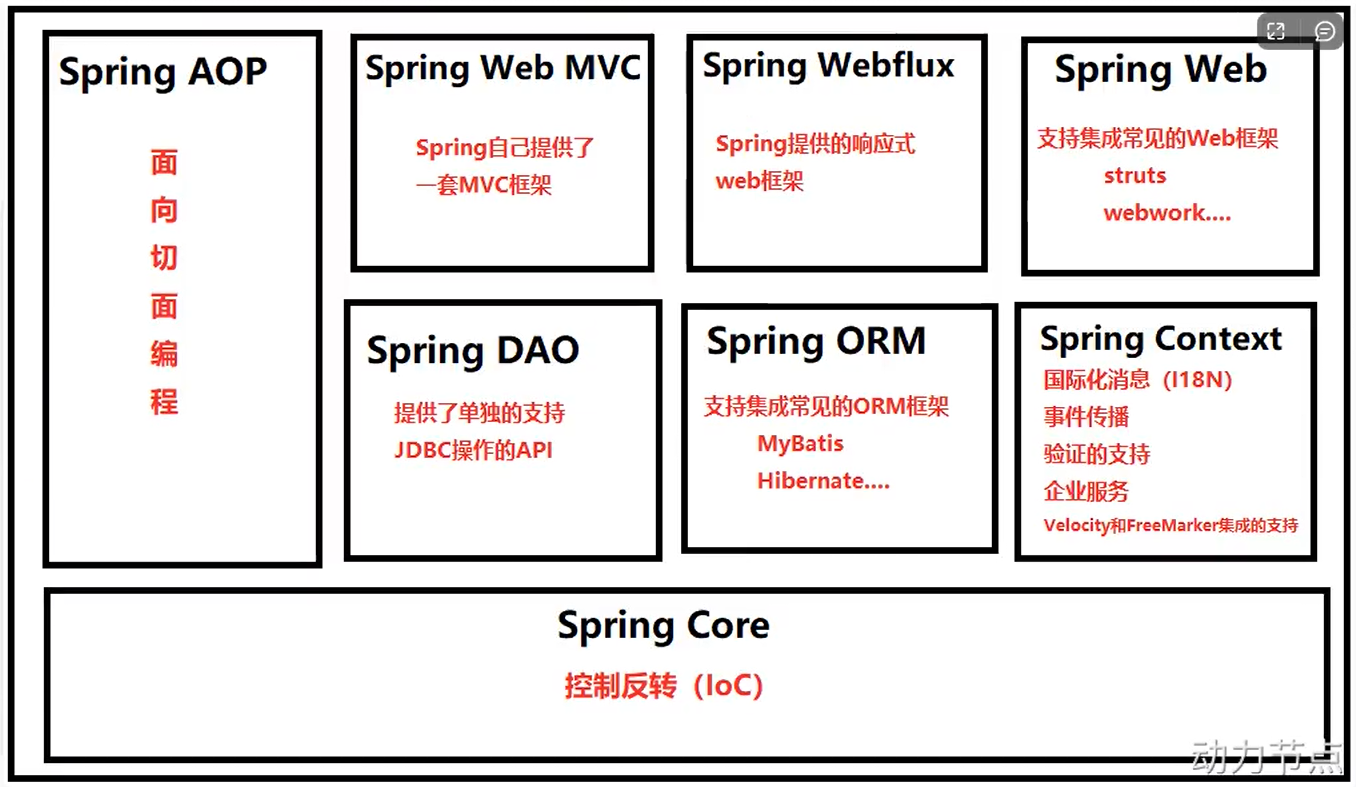 Spring AOP
面
向
切
面
编
程
Spring Web MVC
Spring自己提供了
一套MVC框架
Spring Webflux
Spring提供的响应式
web框架
Spring Web
支持集成常见的Web框架
struts
webwork....
Spring DAO
提供了单独的支持
JDBC操作的API
Spring ORM
支持集成常见的ORM框架
MyBatis
Hibernate....
Spring Context
国际化消息（I18N）
事件传播
验证的支持
企业服务
Velocity和FreeMarker集成的支持
Spring Core
控制反转（IoC）
动力节点